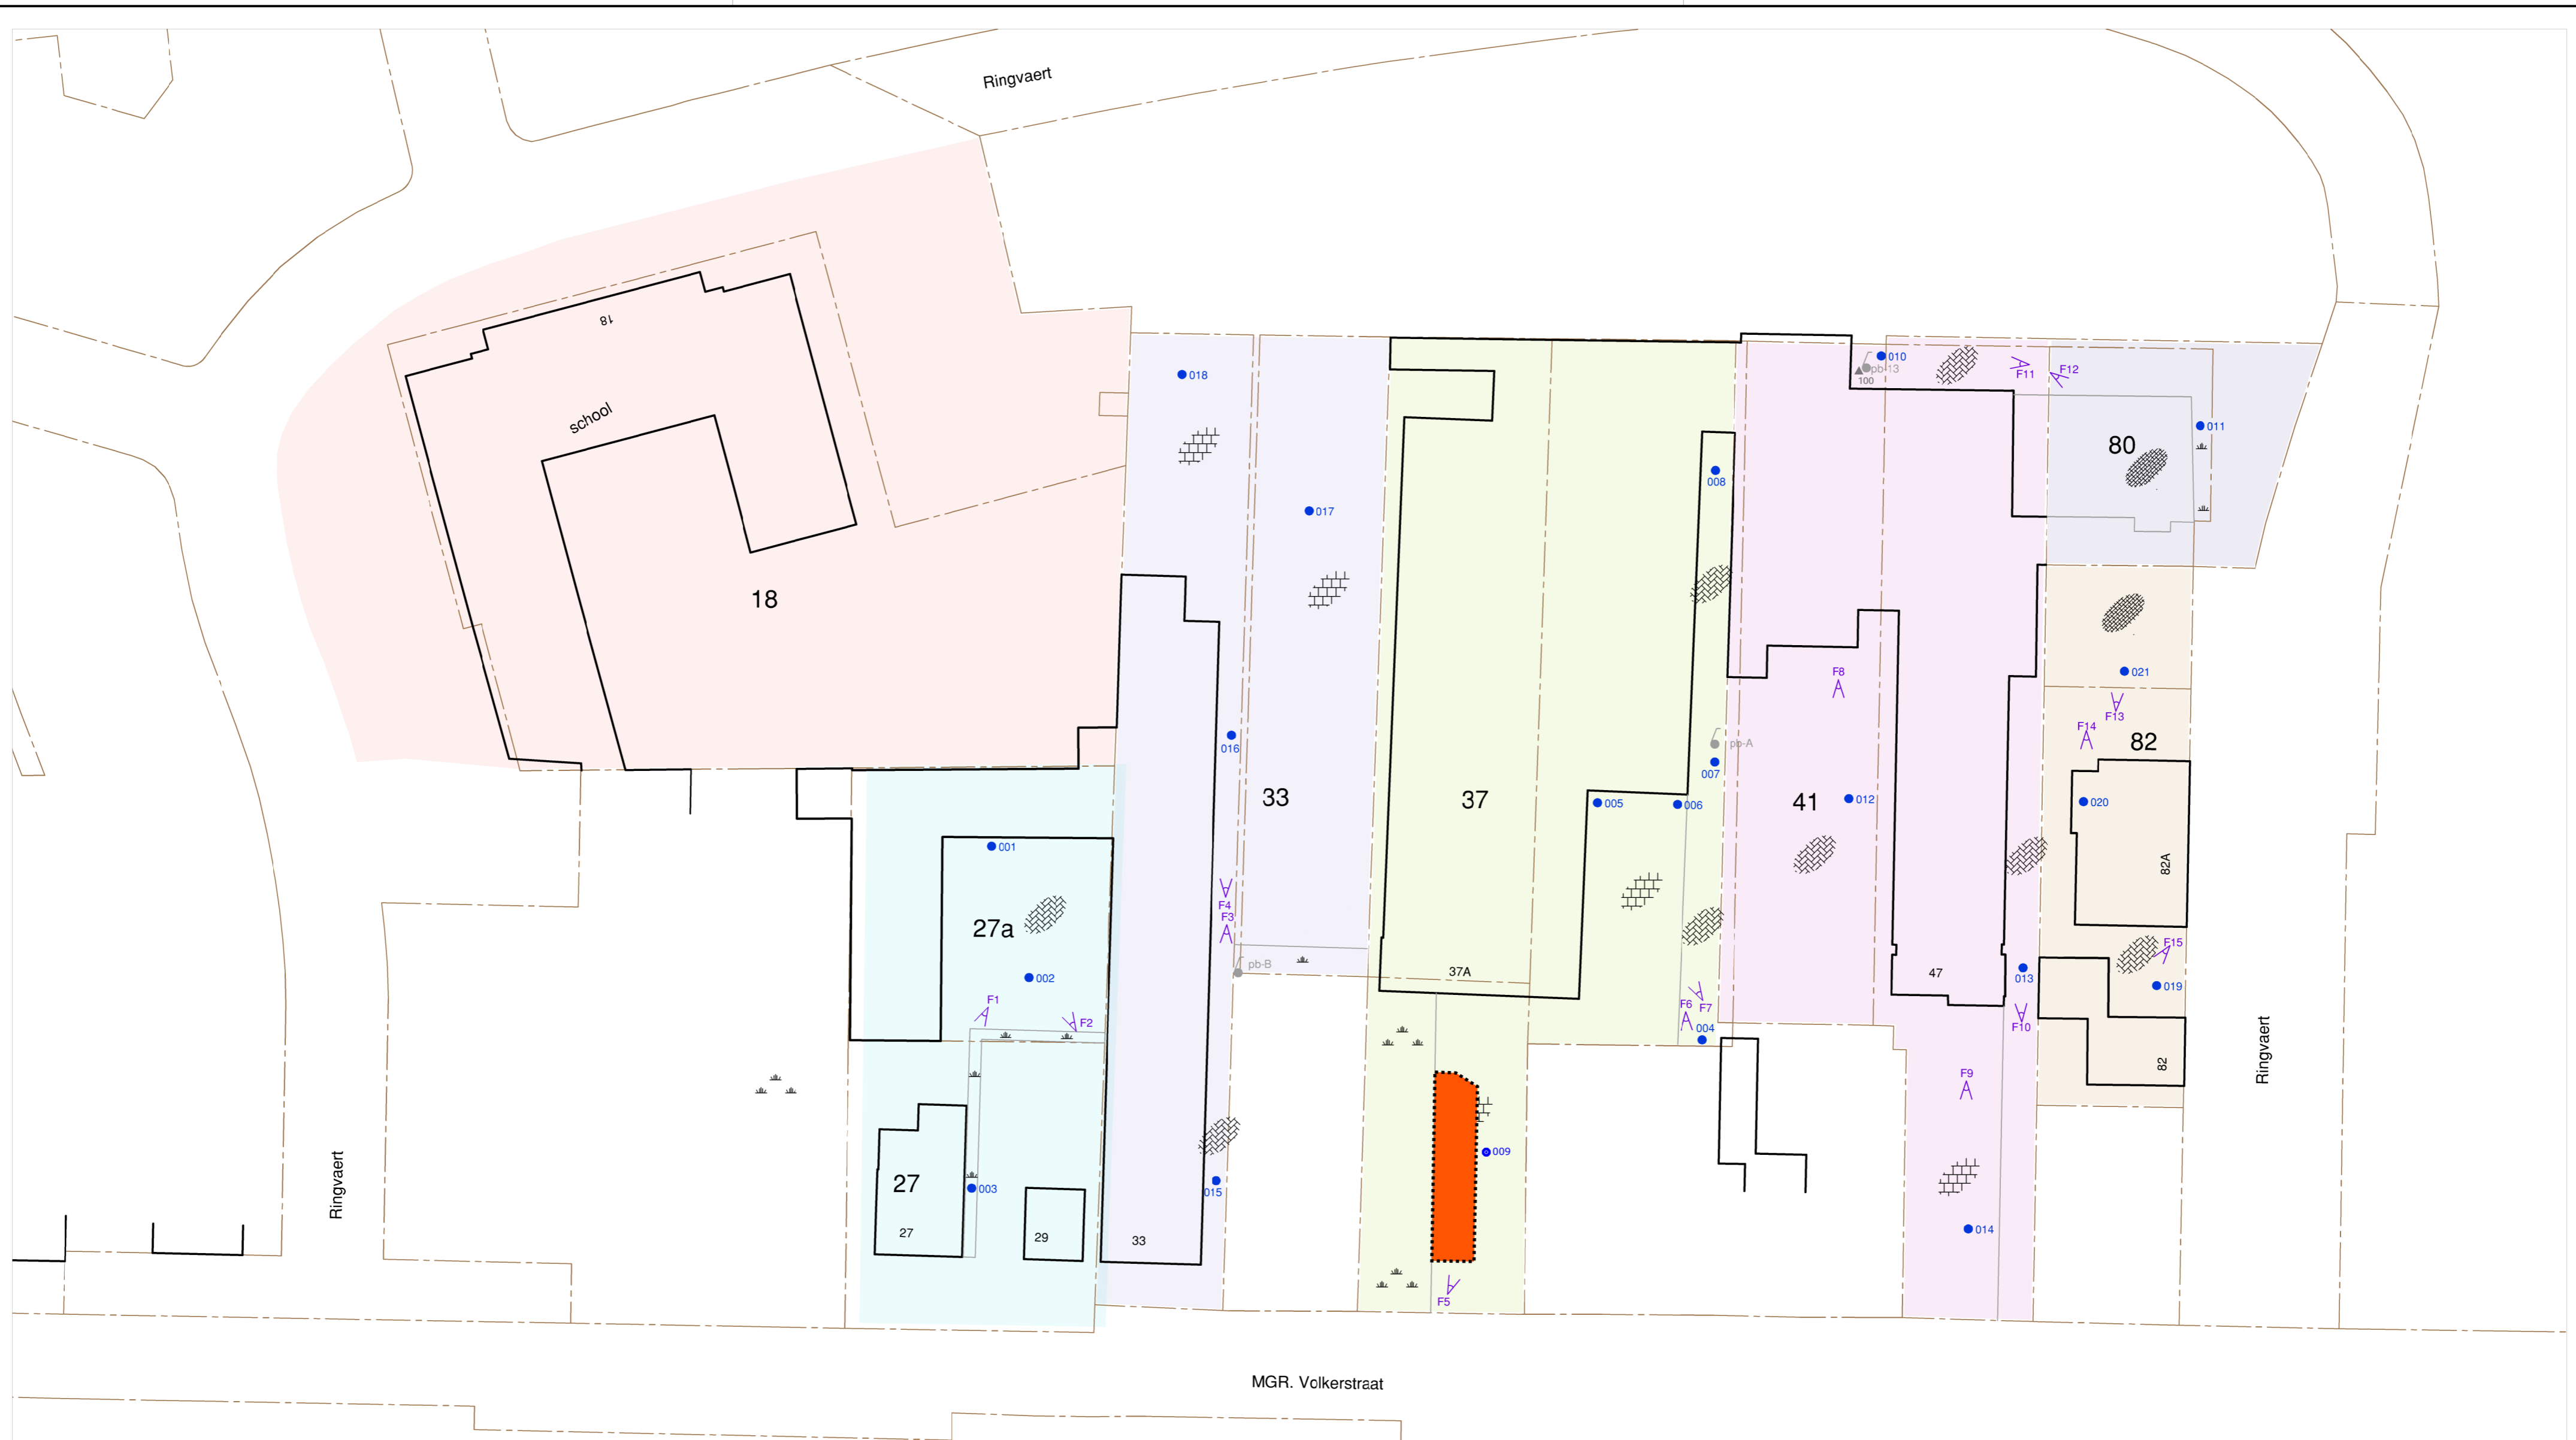 Ringvaert
18
school
18
018
017
016
33
pb-B
F4
F3
015
33
27a
001
002
F1
F2
27
003
27
29
Ringvaert
37
37A
005
006
007
pb-A
008
F6
F7
004
009
F5
010
pb-13
100
F11
F12
80
011
F8
41
012
47
013
F10
F9
014
021
F13
F14
82
020
82A
F15
019
82
Ringvaert
MGR. Volkerstraat